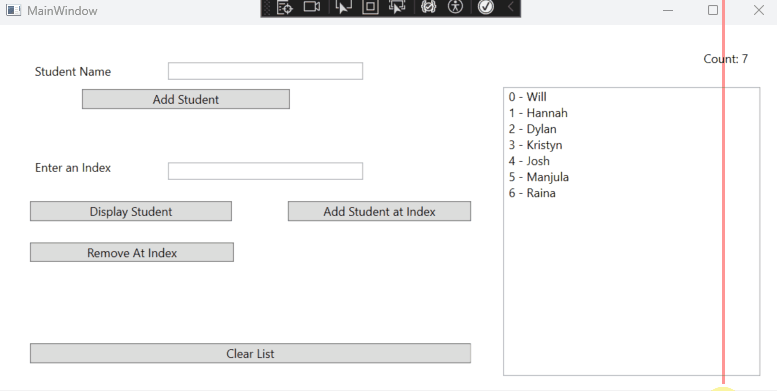 MainWindow
Count: 7
Student Name
Add Student
0 - Will
1 - Hannah
2 - Dylan
3 - Kristyn
4 - Josh
5 - Manjula
6 - Raina
Enter an Index
Display Student
Add Student at Index
Remove At Index
Clear List